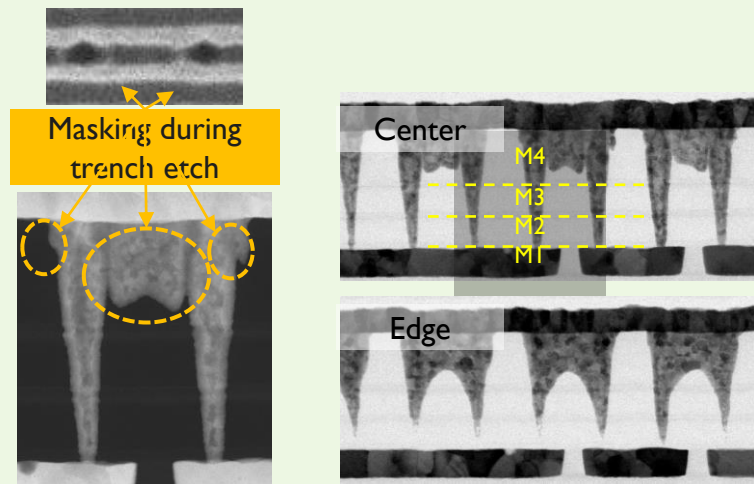 Masking during
trench etch
Center
M4
M3
M2
M1
Edge